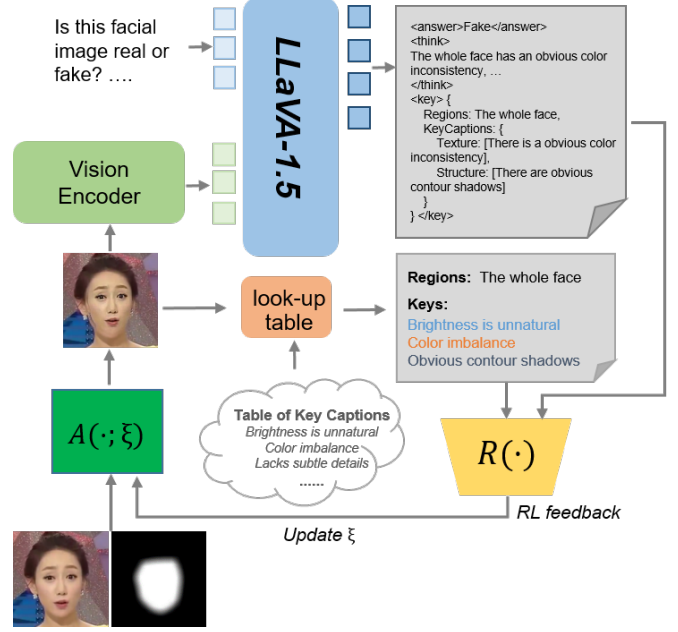 Is this facial
image real or
fake? ....
LLaVA-1.5
<answer>Fake</answer>
<think>
The whole face has an obvious color
inconsistency, ...
</think>
<key> {
Regions: The whole face,
KeyCaptions: {
Texture: [There is a obvious color
inconsistency],
Structure: [There are obvious
contour shadows]
}
} </key>
Vision
Encoder
look-up
table
Regions: The whole face
Keys:
Brightness is unnatural
Color imbalance
Obvious contour shadows
A(·; ξ)
Table of Key Captions
Brightness is unnatural
Color imbalance
Lacks subtle details
......
R(·)
RL feedback
Update ξ